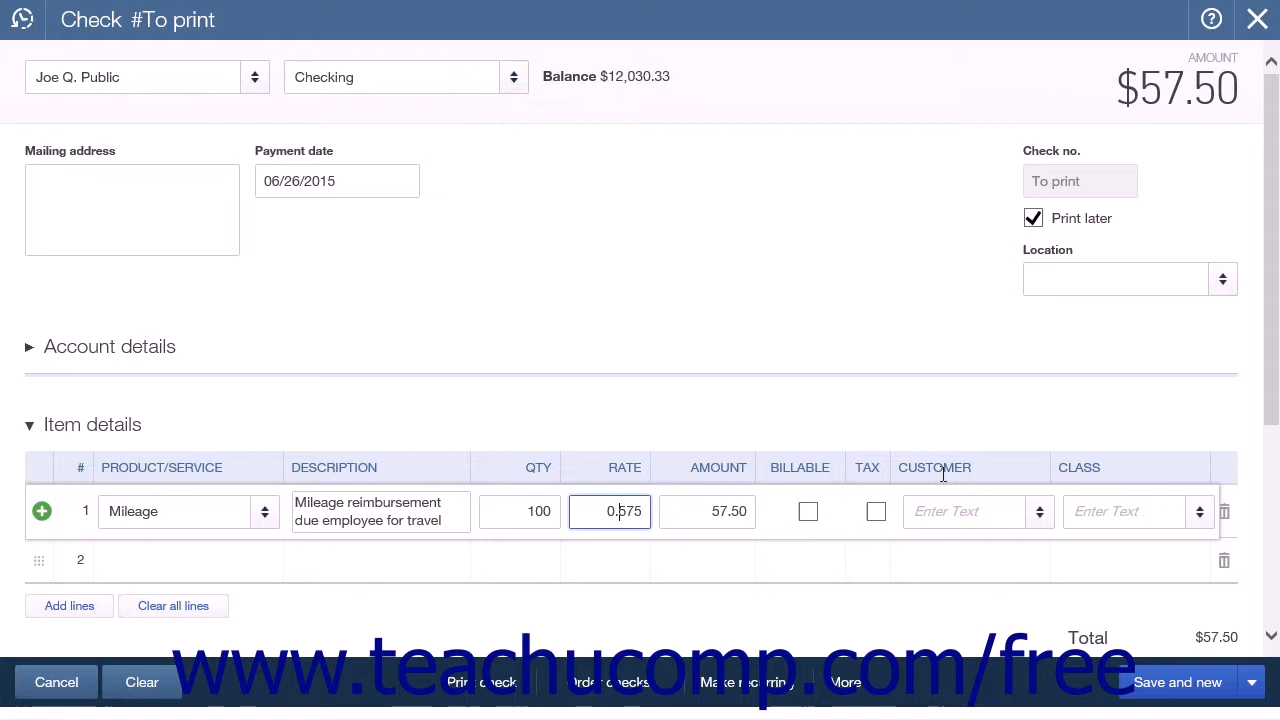 Check #To print
Joe Q. Public Checking Balance $12,030.33
AMOUNT
$57.50
Mailing address Payment date Check no.
06/26/2015 To print
Print later
Location
Account details
Item details
# PRODUCT/SERVICE DESCRIPTION QTY RATE AMOUNT BILLABLE TAX CUSTOMER CLASS
1 Mileage Mileage reimbursement due employee for travel 100 0.575 57.50 Enter Text Enter Text
2
Add lines Clear all lines
Total $57.50
www.teachucomp.com/free
Cancel Clear Print check Order checks Make recurring More Save and new